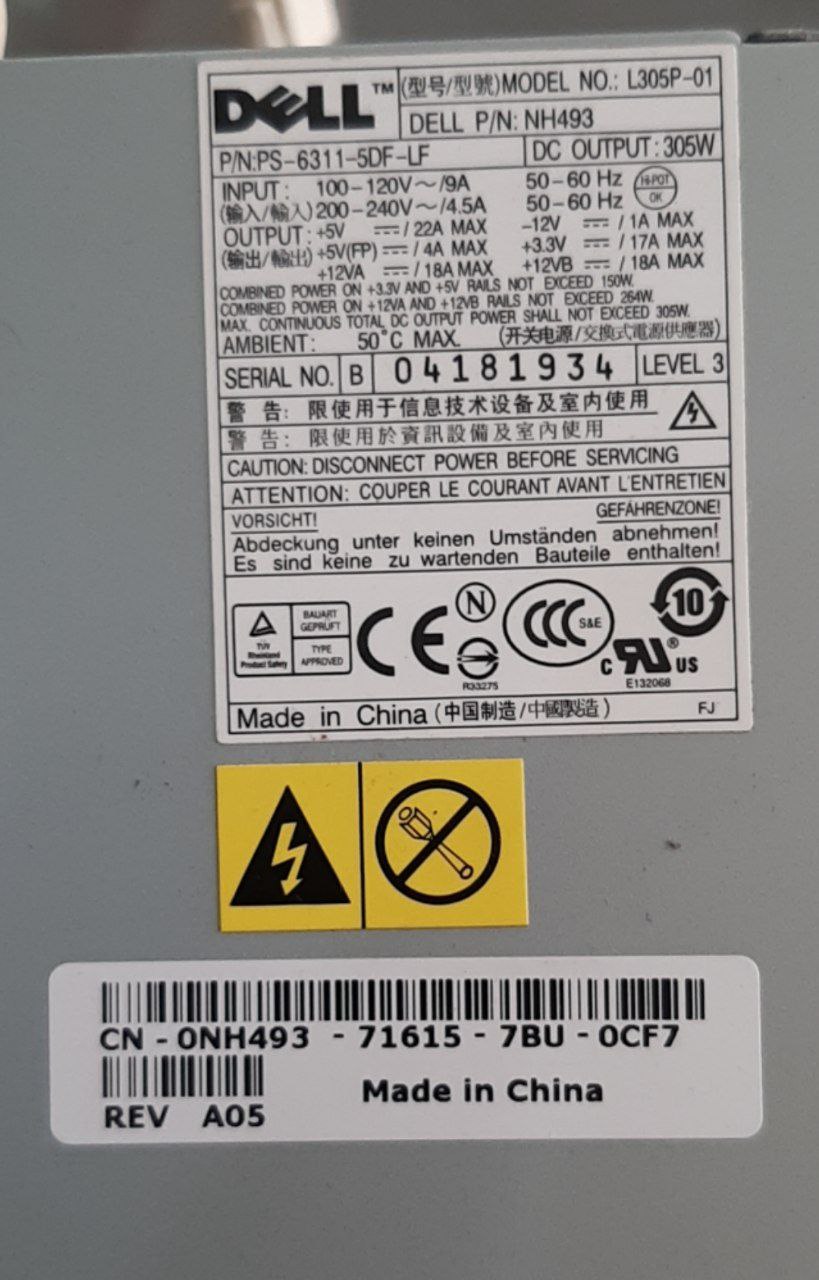 DELL™
(型号/型號)MODEL NO.: L305P-01
DELL P/N: NH493
P/N:PS-6311-5DF-LF
DC OUTPUT: 305W
INPUT: 100-120V～/9A 50-60 Hz
(输入/輸入) 200-240V～/4.5A 50-60 Hz
HI-POT
OK
OUTPUT: +5V ⎓ / 22A MAX -12V ⎓ / 1A MAX
(输出/輸出) +5V(FP) ⎓ / 4A MAX +3.3V ⎓ / 17A MAX
+12VA ⎓ / 18A MAX +12VB ⎓ / 18A MAX
COMBINED POWER ON +3.3V AND +5V RAILS NOT EXCEED 150W.
COMBINED POWER ON +12VA AND +12VB RAILS NOT EXCEED 264W.
MAX. CONTINUOUS TOTAL DC OUTPUT POWER SHALL NOT EXCEED 305W.
AMBIENT: 50°C MAX. (开关电源/交換式電源供應器)
SERIAL NO. B 04181934 LEVEL 3
警 告: 限使用于信息技术设备及室内使用
警 告: 限使用於資訊設備及室內使用
CAUTION: DISCONNECT POWER BEFORE SERVICING
ATTENTION: COUPER LE COURANT AVANT L'ENTRETIEN
VORSICHT! GEFAHRENZONE!
Abdeckung unter keinen Umständen abnehmen!
Es sind keine zu wartenden Bauteile enthalten!
TÜV
Rheinland
Product Safety
BAUART
GEPRÜFT
TYPE
APPROVED
CE
N
R33275
CCC S&E
10
c RU® US
E132068
Made in China (中国制造/中國製造) FJ
CN - 0NH493 - 71615 - 7BU - 0CF7
Made in China
REV A05